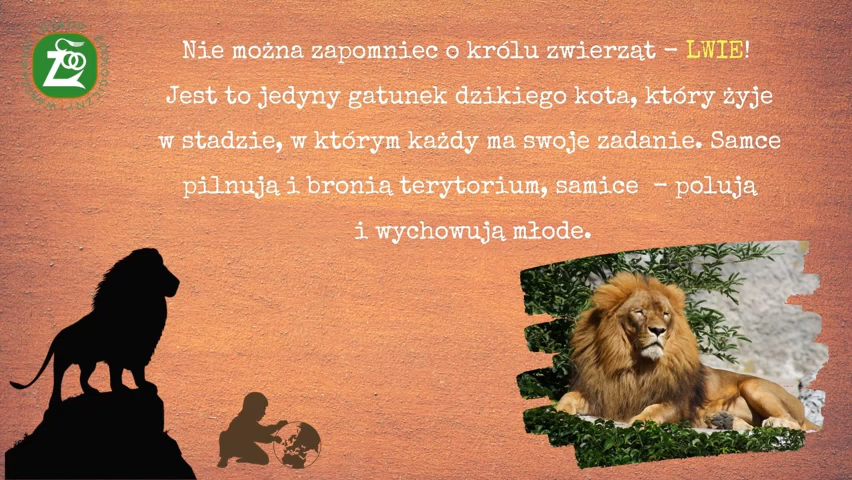 Nie można zapomniec o królu zwierząt - LWIE!
Jest to jedyny gatunek dzikiego kota, który żyje
w stadzie, w którym każdy ma swoje zadanie. Samce
pilnują i bronią terytorium, samice - polują
i wychowują młode.